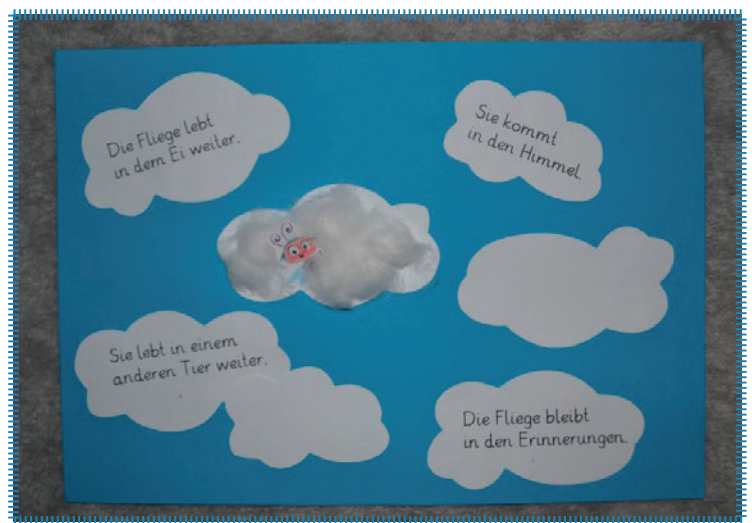 Die Fliege lebt
in dem Ei weiter.
Sie kommt
in den Himmel.
Sie lebt in einem
anderen Tier weiter.
Die Fliege bleibt
in den Erinnerungen.